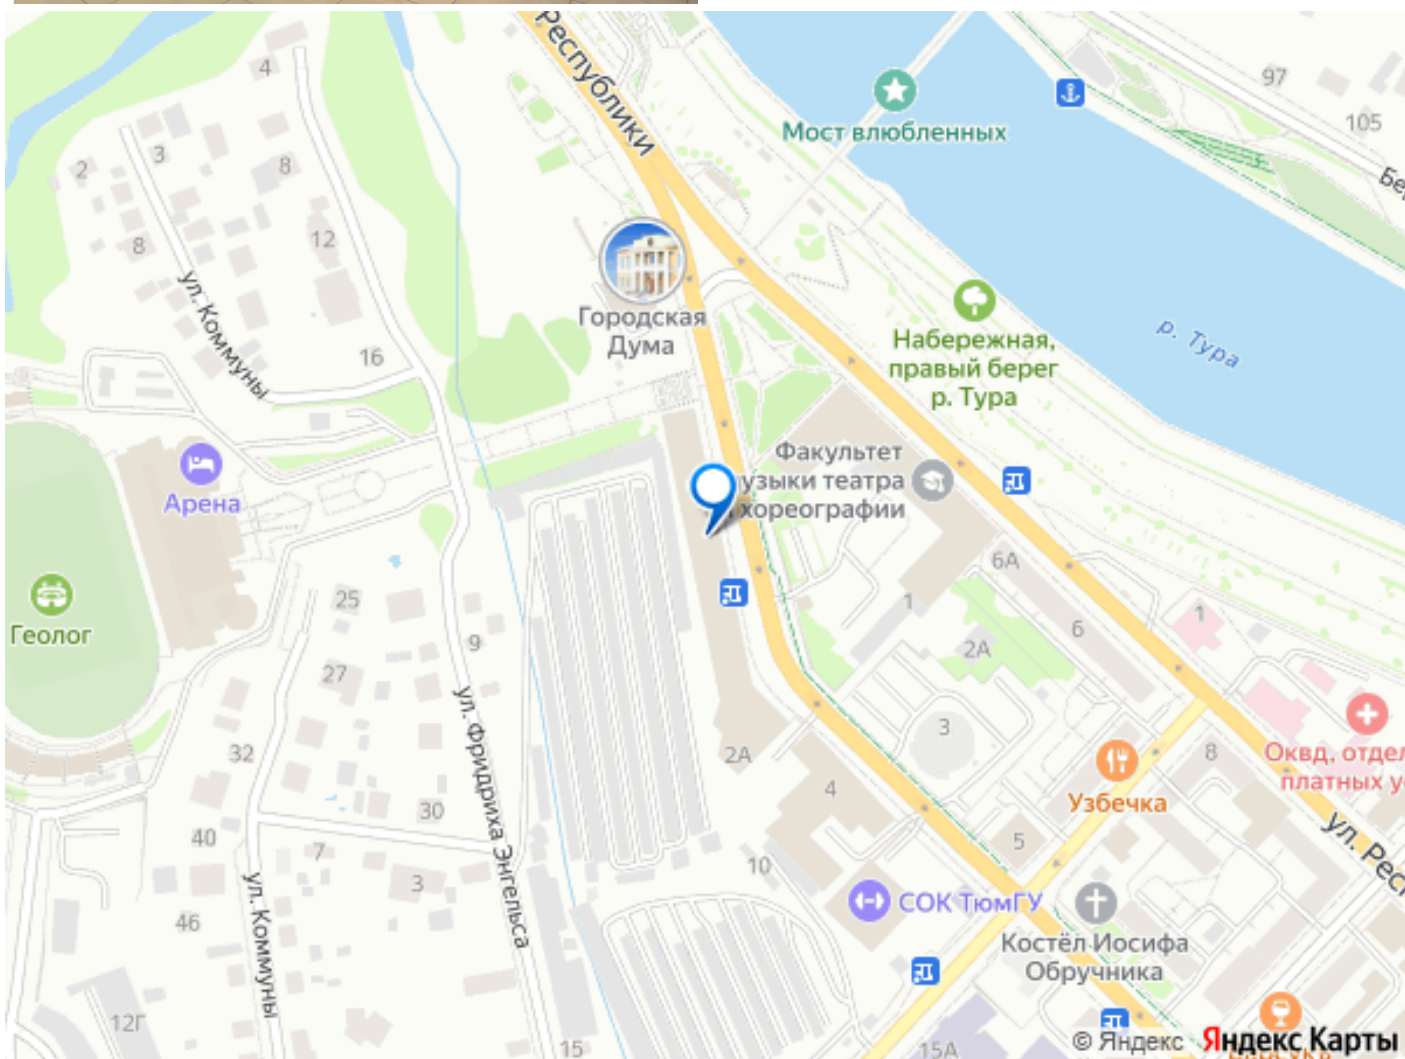 Республики
4
97
105
Мост влюбленных
2
3
8
8
12
ул. Коммуны
16
Городская
Дума
р. Тура
Набережная,
правый берег
р. Тура
Факультет
узыки театра
хореографии
Арена
Геолог
25
27
9
32
30
40
7
3
46
ул. Фридриха Энгельса
ул. Коммуны
12Г
15
6А
1
6
2А
1
3
2А
4
10
8
5
Оквд, отдел
платных у
Узбечка
ул. Рес
СОК ТюмГУ
Костёл Иосифа
Обручника
15А
© Яндекс Яндекс Карты